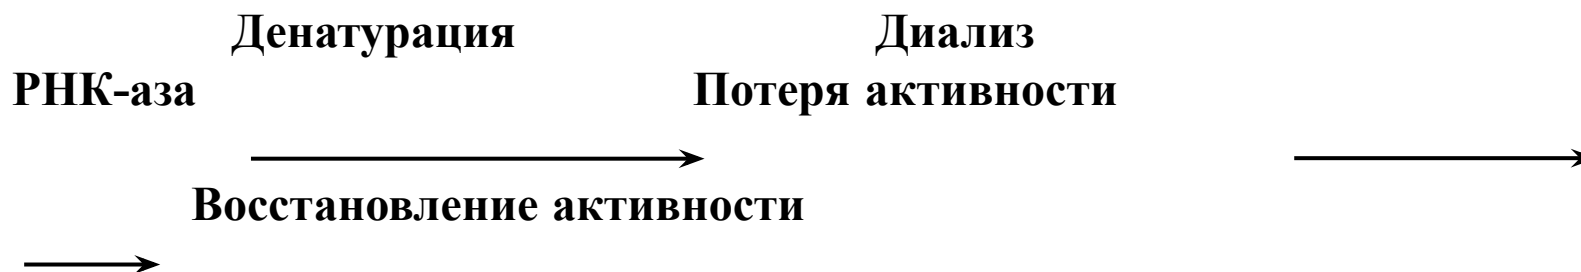 Денатурация Диализ
РНК-аза Потеря активности
Восстановление активности